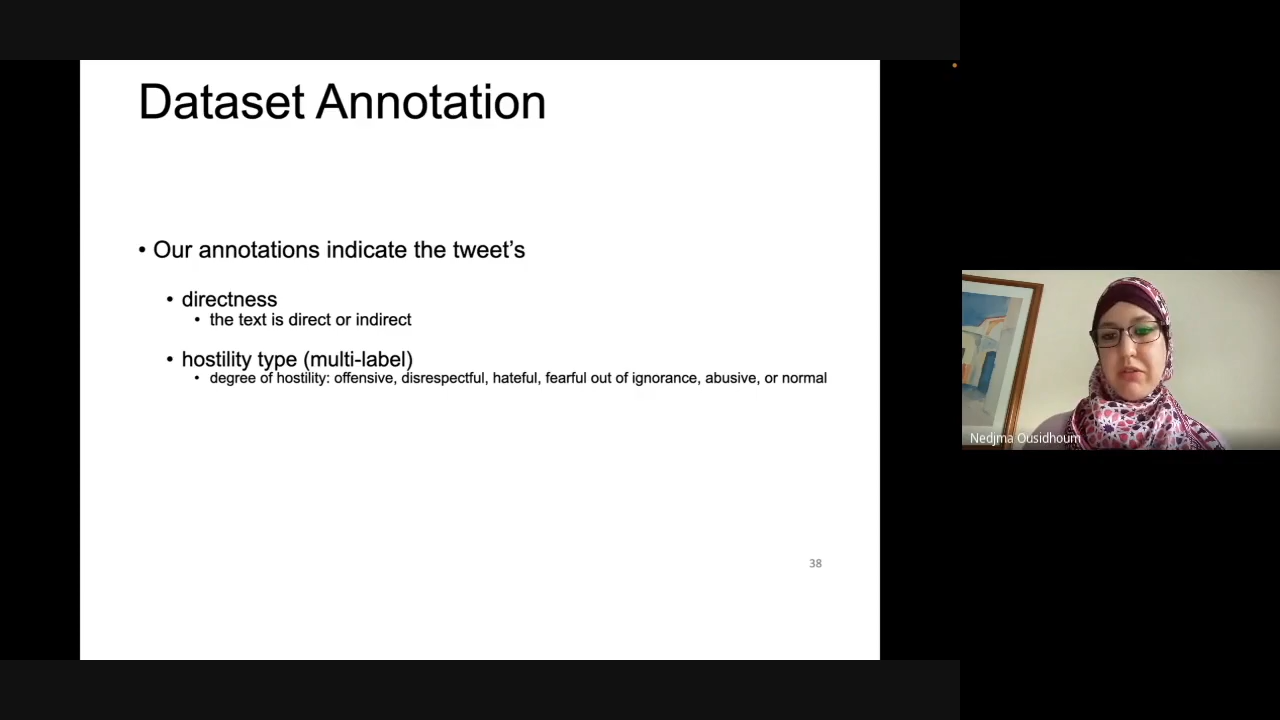 Dataset Annotation
• Our annotations indicate the tweet’s
• directness
• the text is direct or indirect
• hostility type (multi-label)
• degree of hostility: offensive, disrespectful, hateful, fearful out of ignorance, abusive, or normal
38
Nedjma Ousidhoum